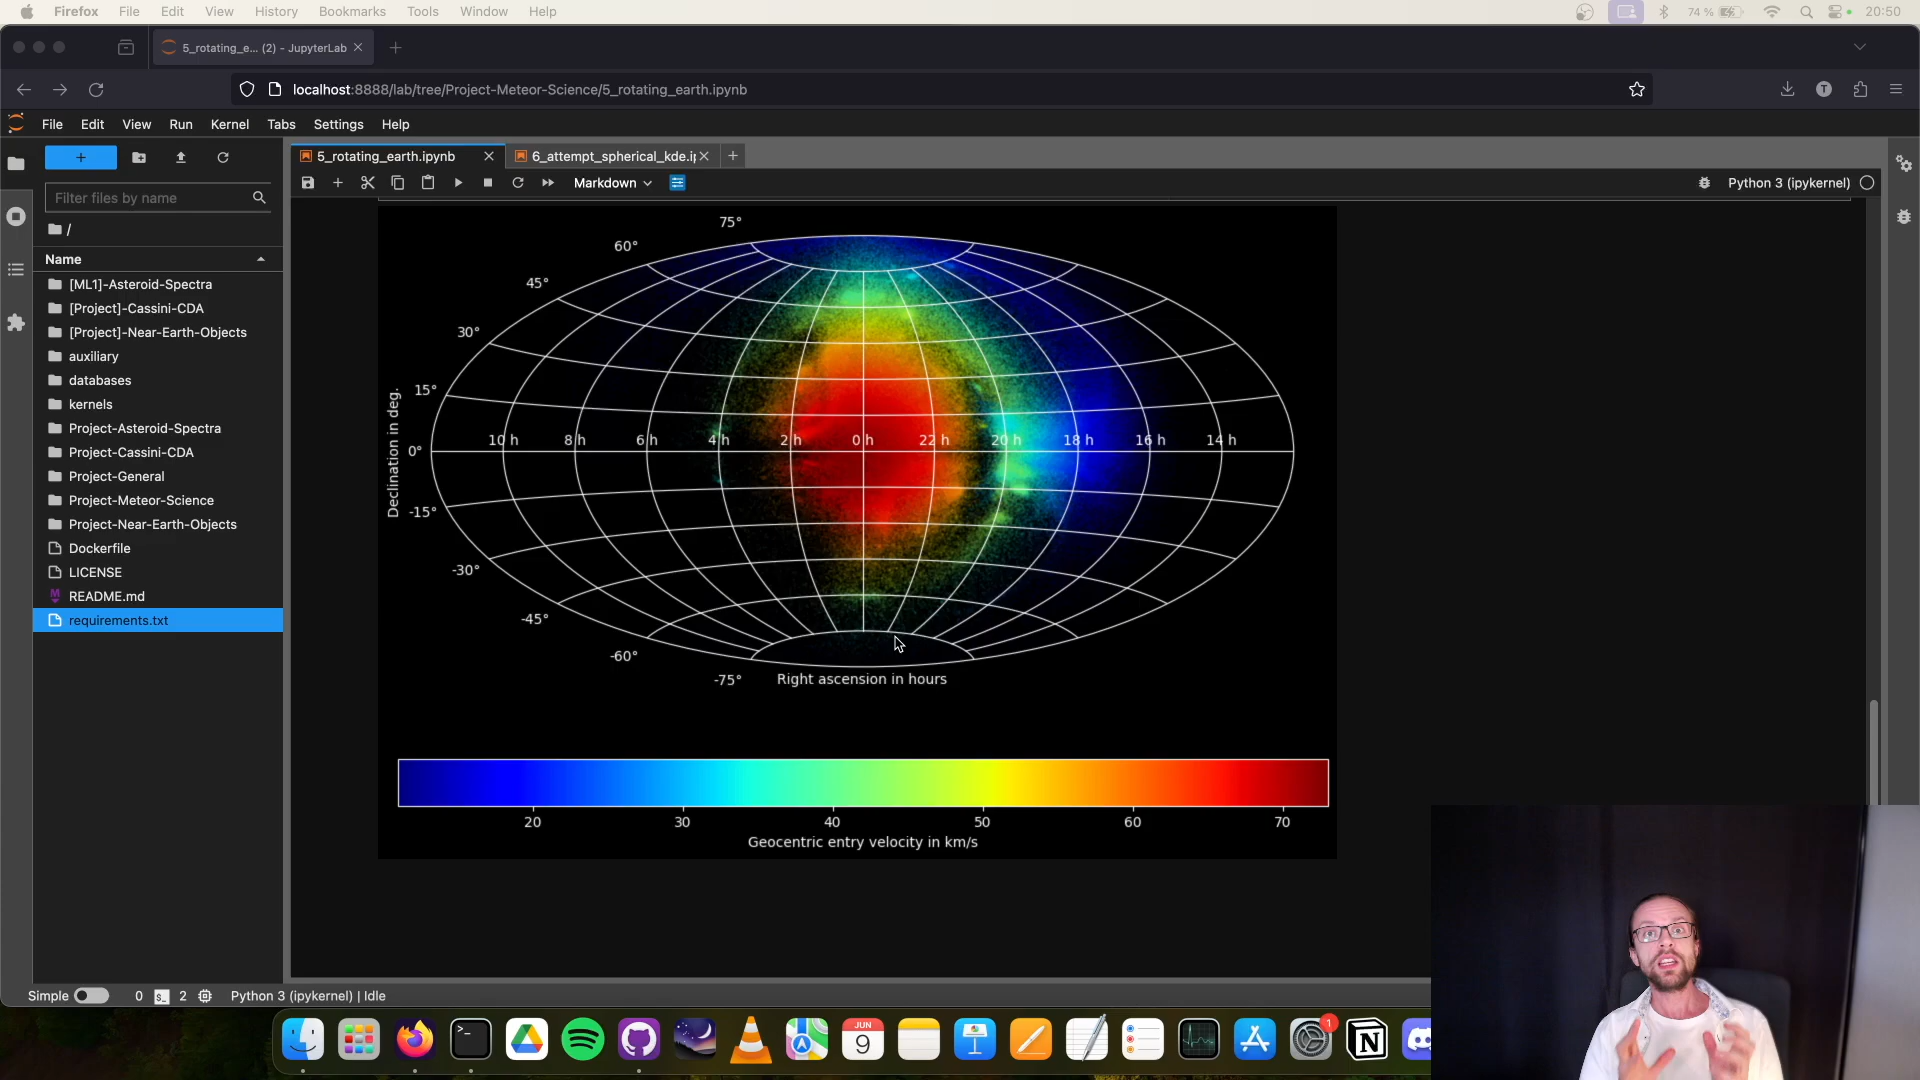 Firefox File Edit View History Bookmarks Tools Window Help 74 % 20:50
5_rotating_e... (2) - JupyterLab
localhost:8888/lab/tree/Project-Meteor-Science/5_rotating_earth.ipynb T
File Edit View Run Kernel Tabs Settings Help
5_rotating_earth.ipynb 6_attempt_spherical_kde.i
Markdown Python 3 (ipykernel)
Filter files by name
/
Name
[ML1]-Asteroid-Spectra
[Project]-Cassini-CDA
[Project]-Near-Earth-Objects
auxiliary
databases
kernels
Project-Asteroid-Spectra
Project-Cassini-CDA
Project-General
Project-Meteor-Science
Project-Near-Earth-Objects
Dockerfile
LICENSE
M README.md
requirements.txt
75°
60°
45°
30°
15°
10 h 8 h 6 h 4 h 2 h 0 h 22 h 20 h 18 h 16 h 14 h
0°
Declination in deg.
-15°
-30°
-45°
-60°
-75° Right ascension in hours
20 30 40 50 60 70
Geocentric entry velocity in km/s
Simple 0 2 Python 3 (ipykernel) | Idle
JUN
9
1